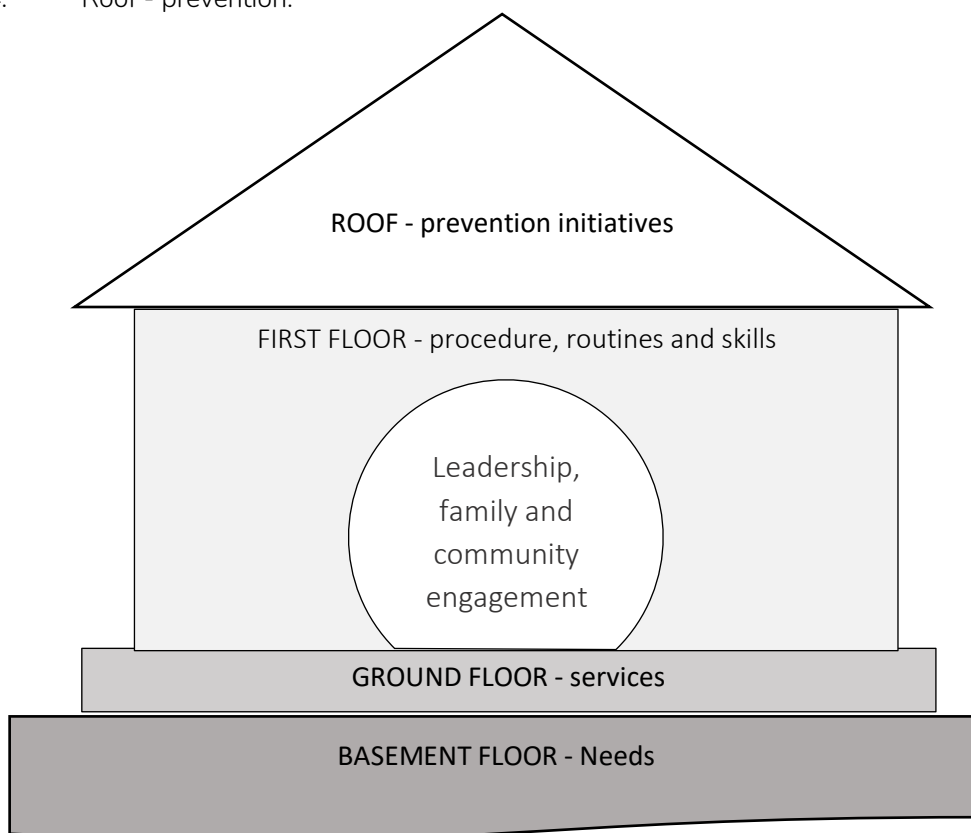 Roof - prevention.
ROOF - prevention initiatives
FIRST FLOOR - procedure, routines and skills
Leadership,
family and
community
engagement
GROUND FLOOR - services
BASEMENT FLOOR - Needs